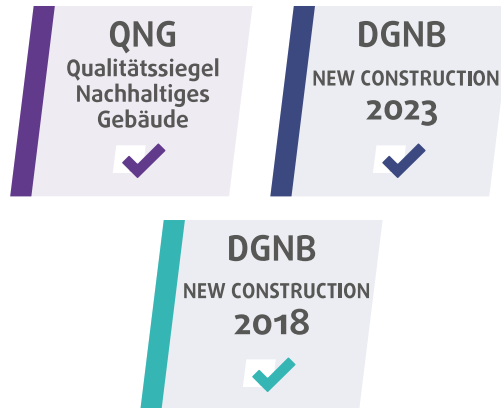 QNG
Qualitätssiegel
Nachhaltiges
Gebäude
DGNB
NEW CONSTRUCTION
2023
DGNB
NEW CONSTRUCTION
2018